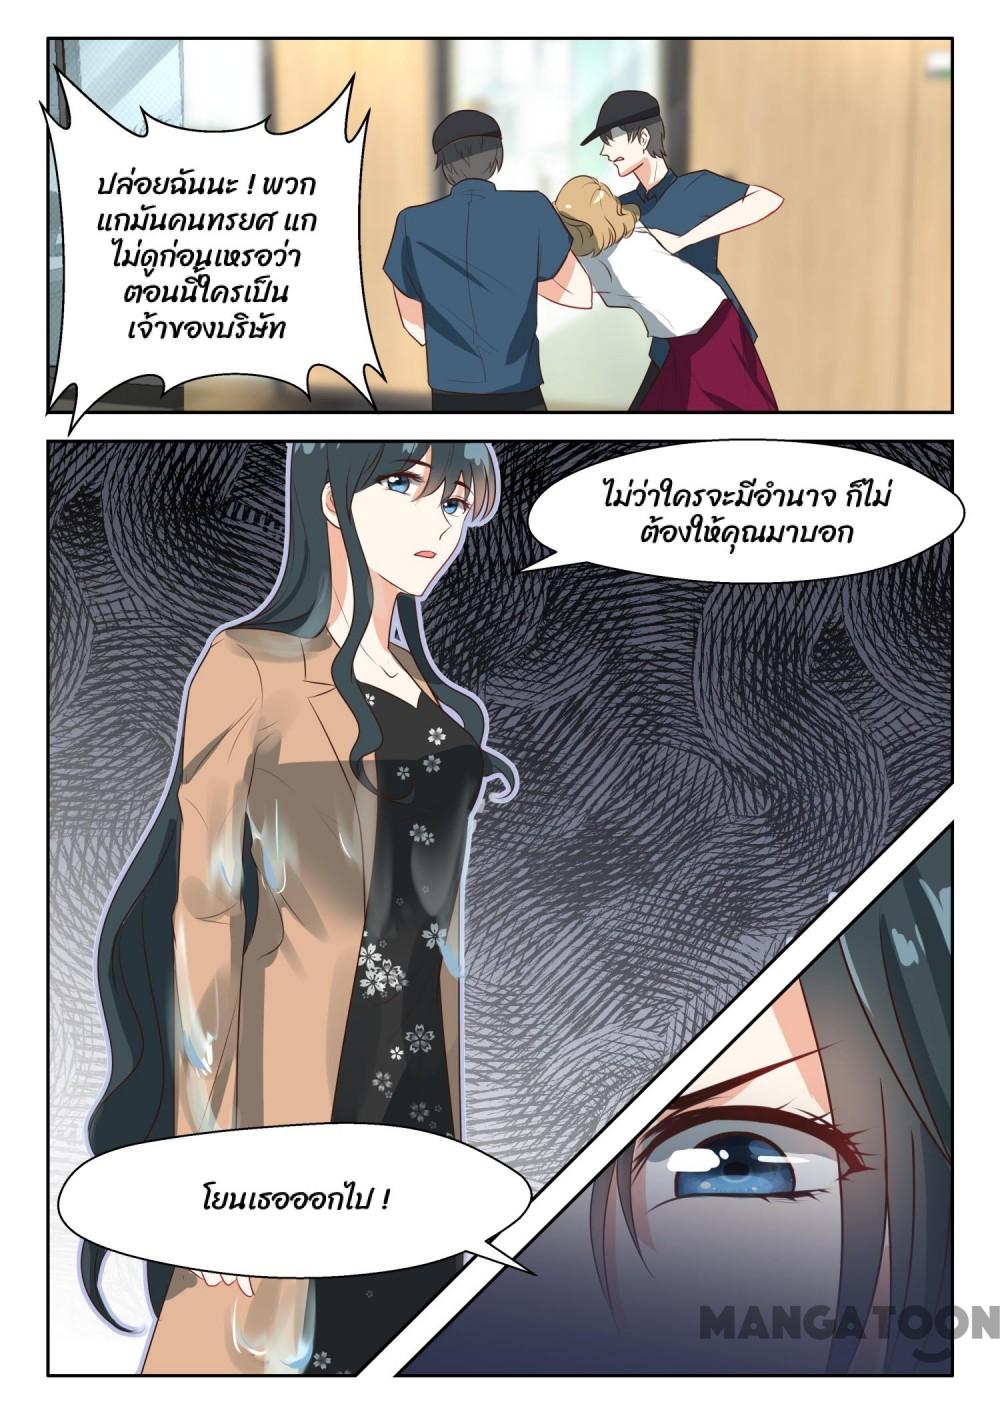 ปล่อยฉันนะ ! พวก
แกมันคนทรยศ แก
ไม่ดูก่อนเหรอว่า
ตอนนี้ใครเป็น
เจ้าของบริษัท
ไม่ว่าใครจะมีอำนาจ ก็ไม่
ต้องให้คุณมาบอก
โยนเธอออกไป !
MANGATOON